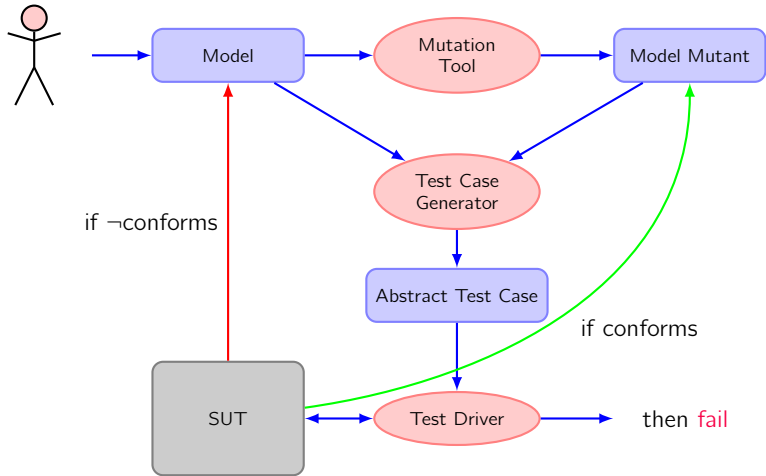 Model
Mutation
Tool
Model Mutant
Test Case
Generator
if ¬conforms
Abstract Test Case
if conforms
SUT
Test Driver
then fail